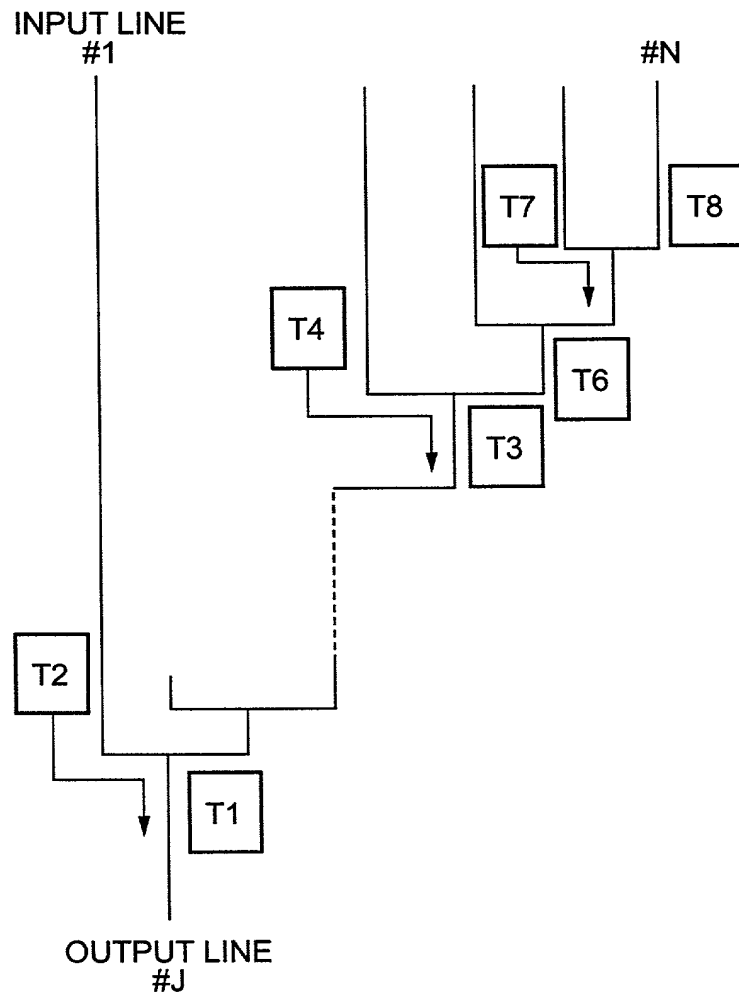 INPUT LINE
#1
#N
T7
T8
T4
T6
T3
T2
T1
OUTPUT LINE
#J